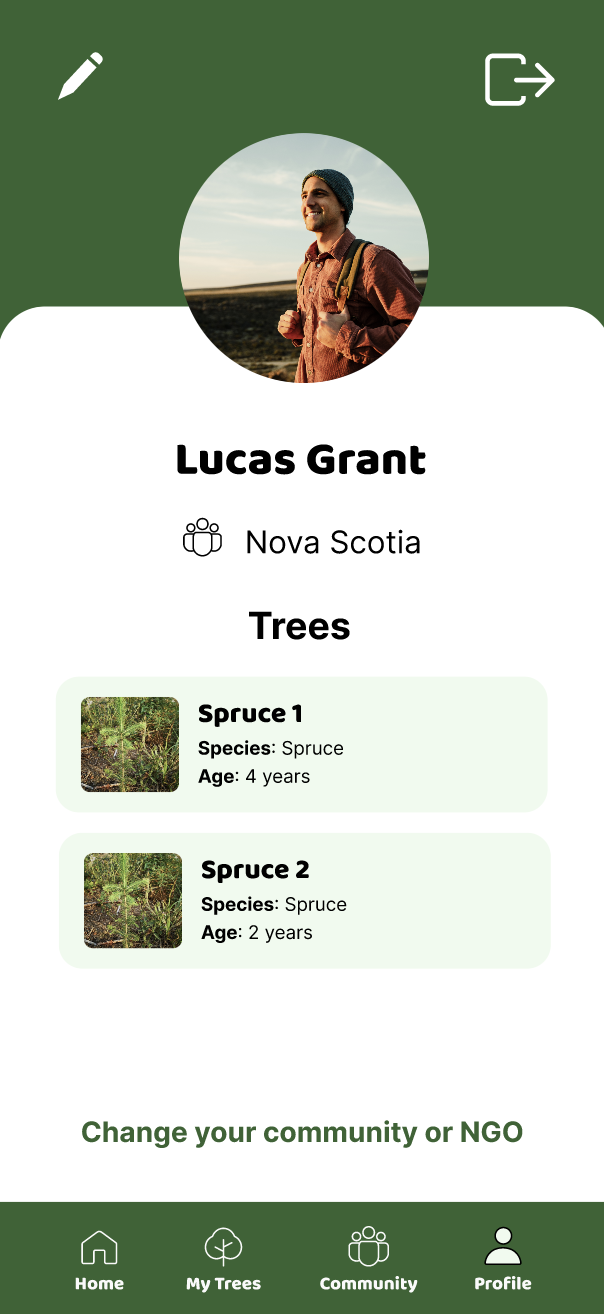 Lucas Grant
Nova Scotia
Trees
Spruce 1
Species: Spruce
Age: 4 years
Spruce 2
Species: Spruce
Age: 2 years
Change your community or NGO
Home
My Trees
Community
Profile